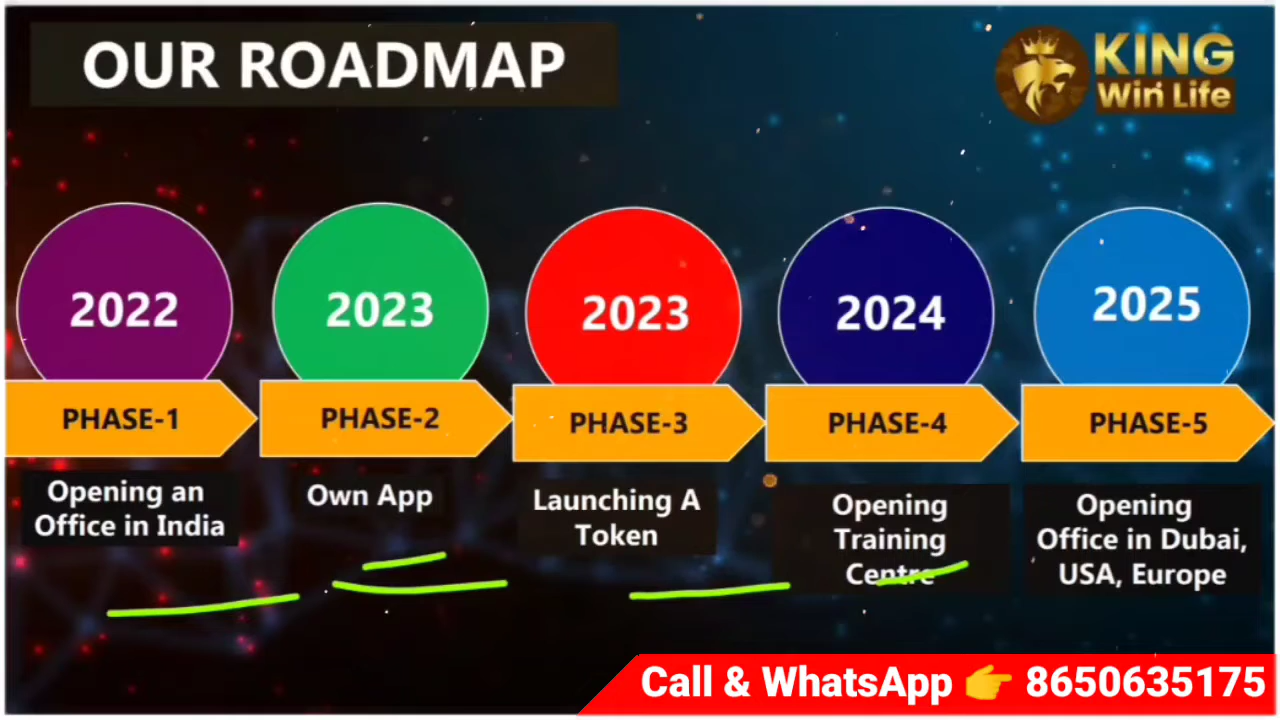 OUR ROADMAP
KING
Win Life
2022
2023
2023
2024
2025
PHASE-1
PHASE-2
PHASE-3
PHASE-4
PHASE-5
Opening an
Office in India
Own App
Launching A
Token
Opening
Training
Centre
Opening
Office in Dubai,
USA, Europe
Call & WhatsApp 👉 8650635175